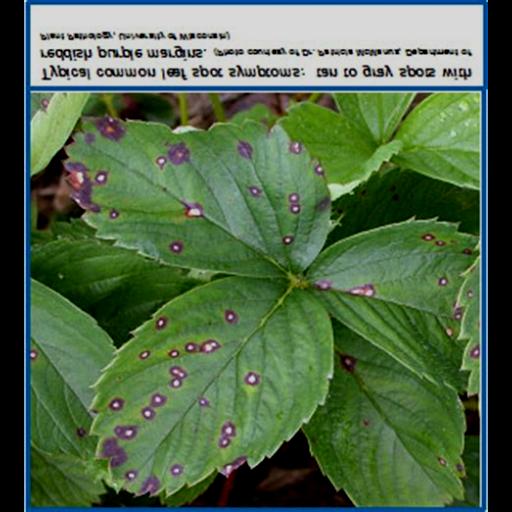 Typical common leaf spot symptoms: tan to gray spots with
reddish purple margins. (Photo courtesy of Dr. Patricia McManus, Department of
Plant Pathology, University of Wisconsin)